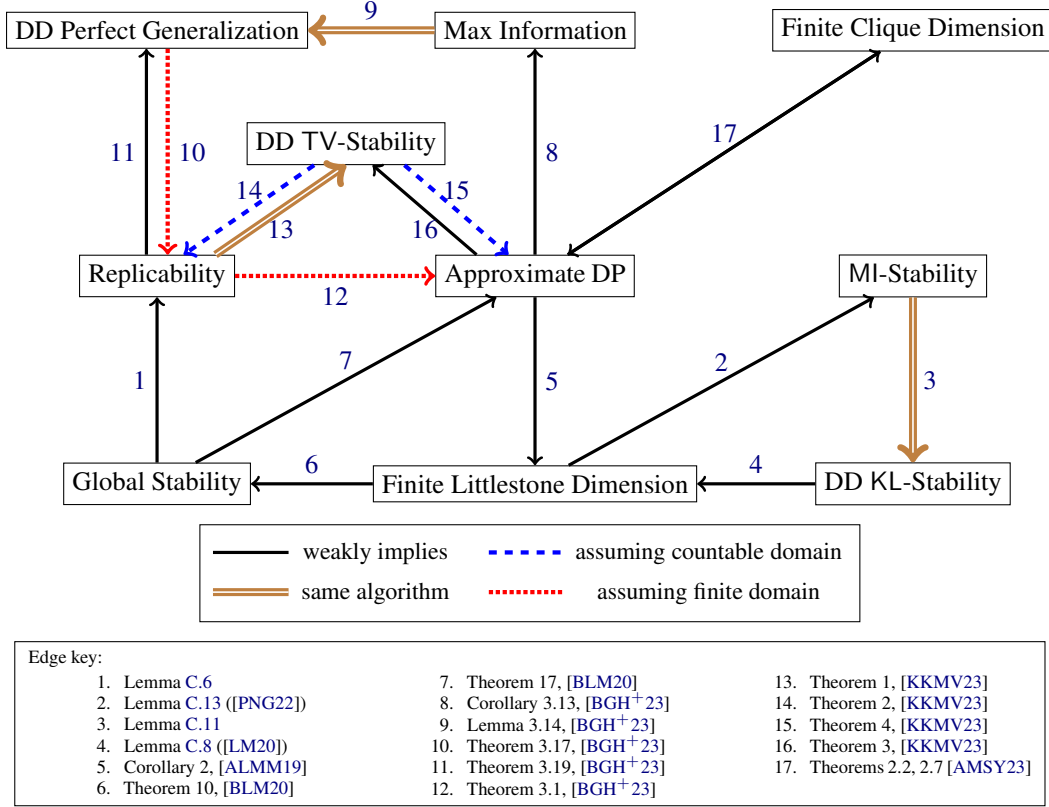 9
DD Perfect Generalization
Max Information
Finite Clique Dimension
11
10
DD TV-Stability
8
17
14
15
13
16
Replicability
Approximate DP
MI-Stability
12
1
7
5
2
3
6
4
Global Stability
Finite Littlestone Dimension
DD KL-Stability
weakly implies
assuming countable domain
same algorithm
assuming finite domain
Edge key:
1. Lemma C.6
2. Lemma C.13 ([PNG22])
3. Lemma C.11
4. Lemma C.8 ([LM20])
5. Corollary 2, [ALMM19]
6. Theorem 10, [BLM20]
7. Theorem 17, [BLM20]
8. Corollary 3.13, [BGH+23]
9. Lemma 3.14, [BGH+23]
10. Theorem 3.17, [BGH+23]
11. Theorem 3.19, [BGH+23]
12. Theorem 3.1, [BGH+23]
13. Theorem 1, [KKMV23]
14. Theorem 2, [KKMV23]
15. Theorem 4, [KKMV23]
16. Theorem 3, [KKMV23]
17. Theorems 2.2, 2.7 [AMSY23]